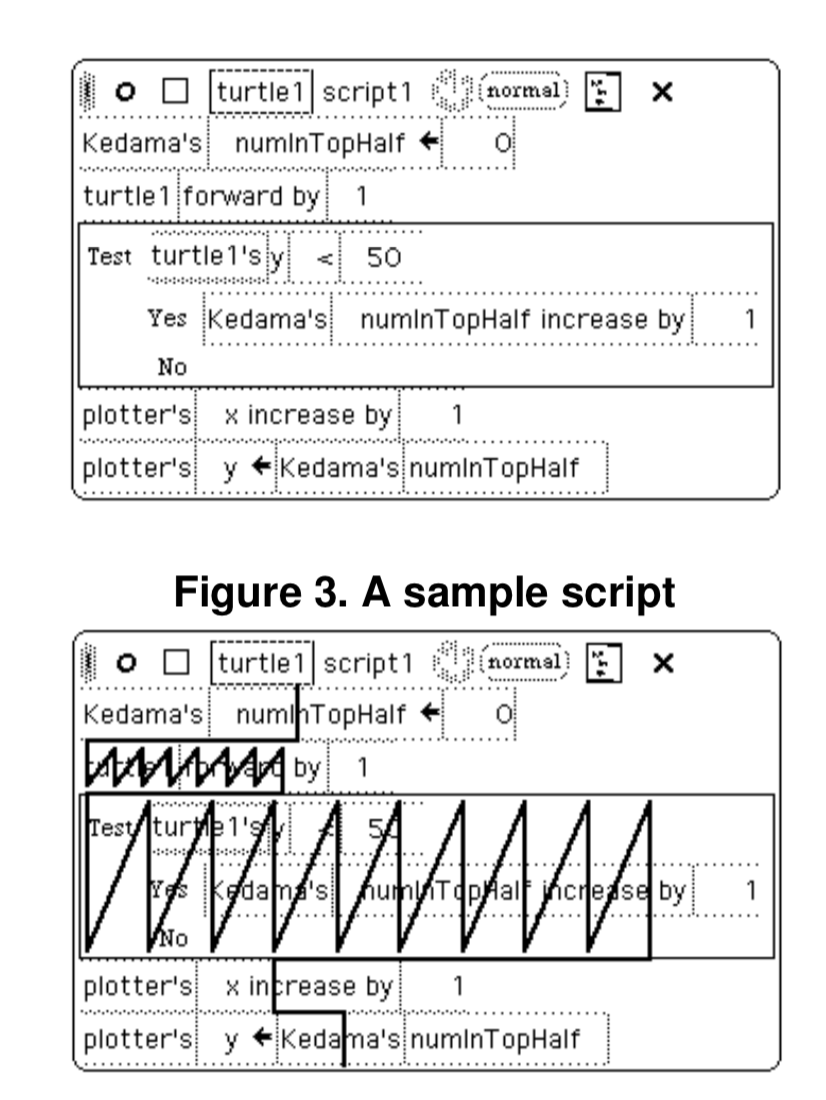 turtle1 script1 normal
Kedama's numInTopHalf ← 0
turtle1 forward by 1
Test turtle1's y < 50
Yes Kedama's numInTopHalf increase by 1
No
plotter's x increase by 1
plotter's y ← Kedama's numInTopHalf
Figure 3. A sample script
turtle1 script1 normal
Kedama's numInTopHalf ← 0
turtle1 forward by 1
Test turtle1's y < 50
Yes Kedama's numInTopHalf increase by 1
No
plotter's x increase by 1
plotter's y ← Kedama's numInTopHalf